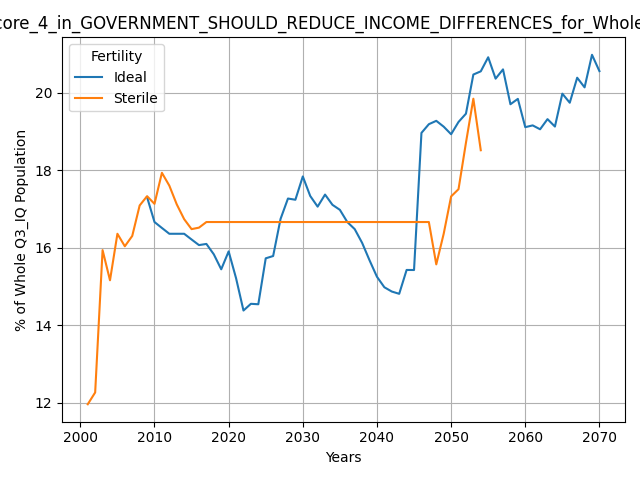 core_4_in_GOVERNMENT_SHOULD_REDUCE_INCOME_DIFFERENCES_for_Whole
Fertility
Ideal
Sterile
% of Whole Q3_IQ Population
20
18
16
14
12
2000 2010 2020 2030 2040 2050 2060 2070
Years